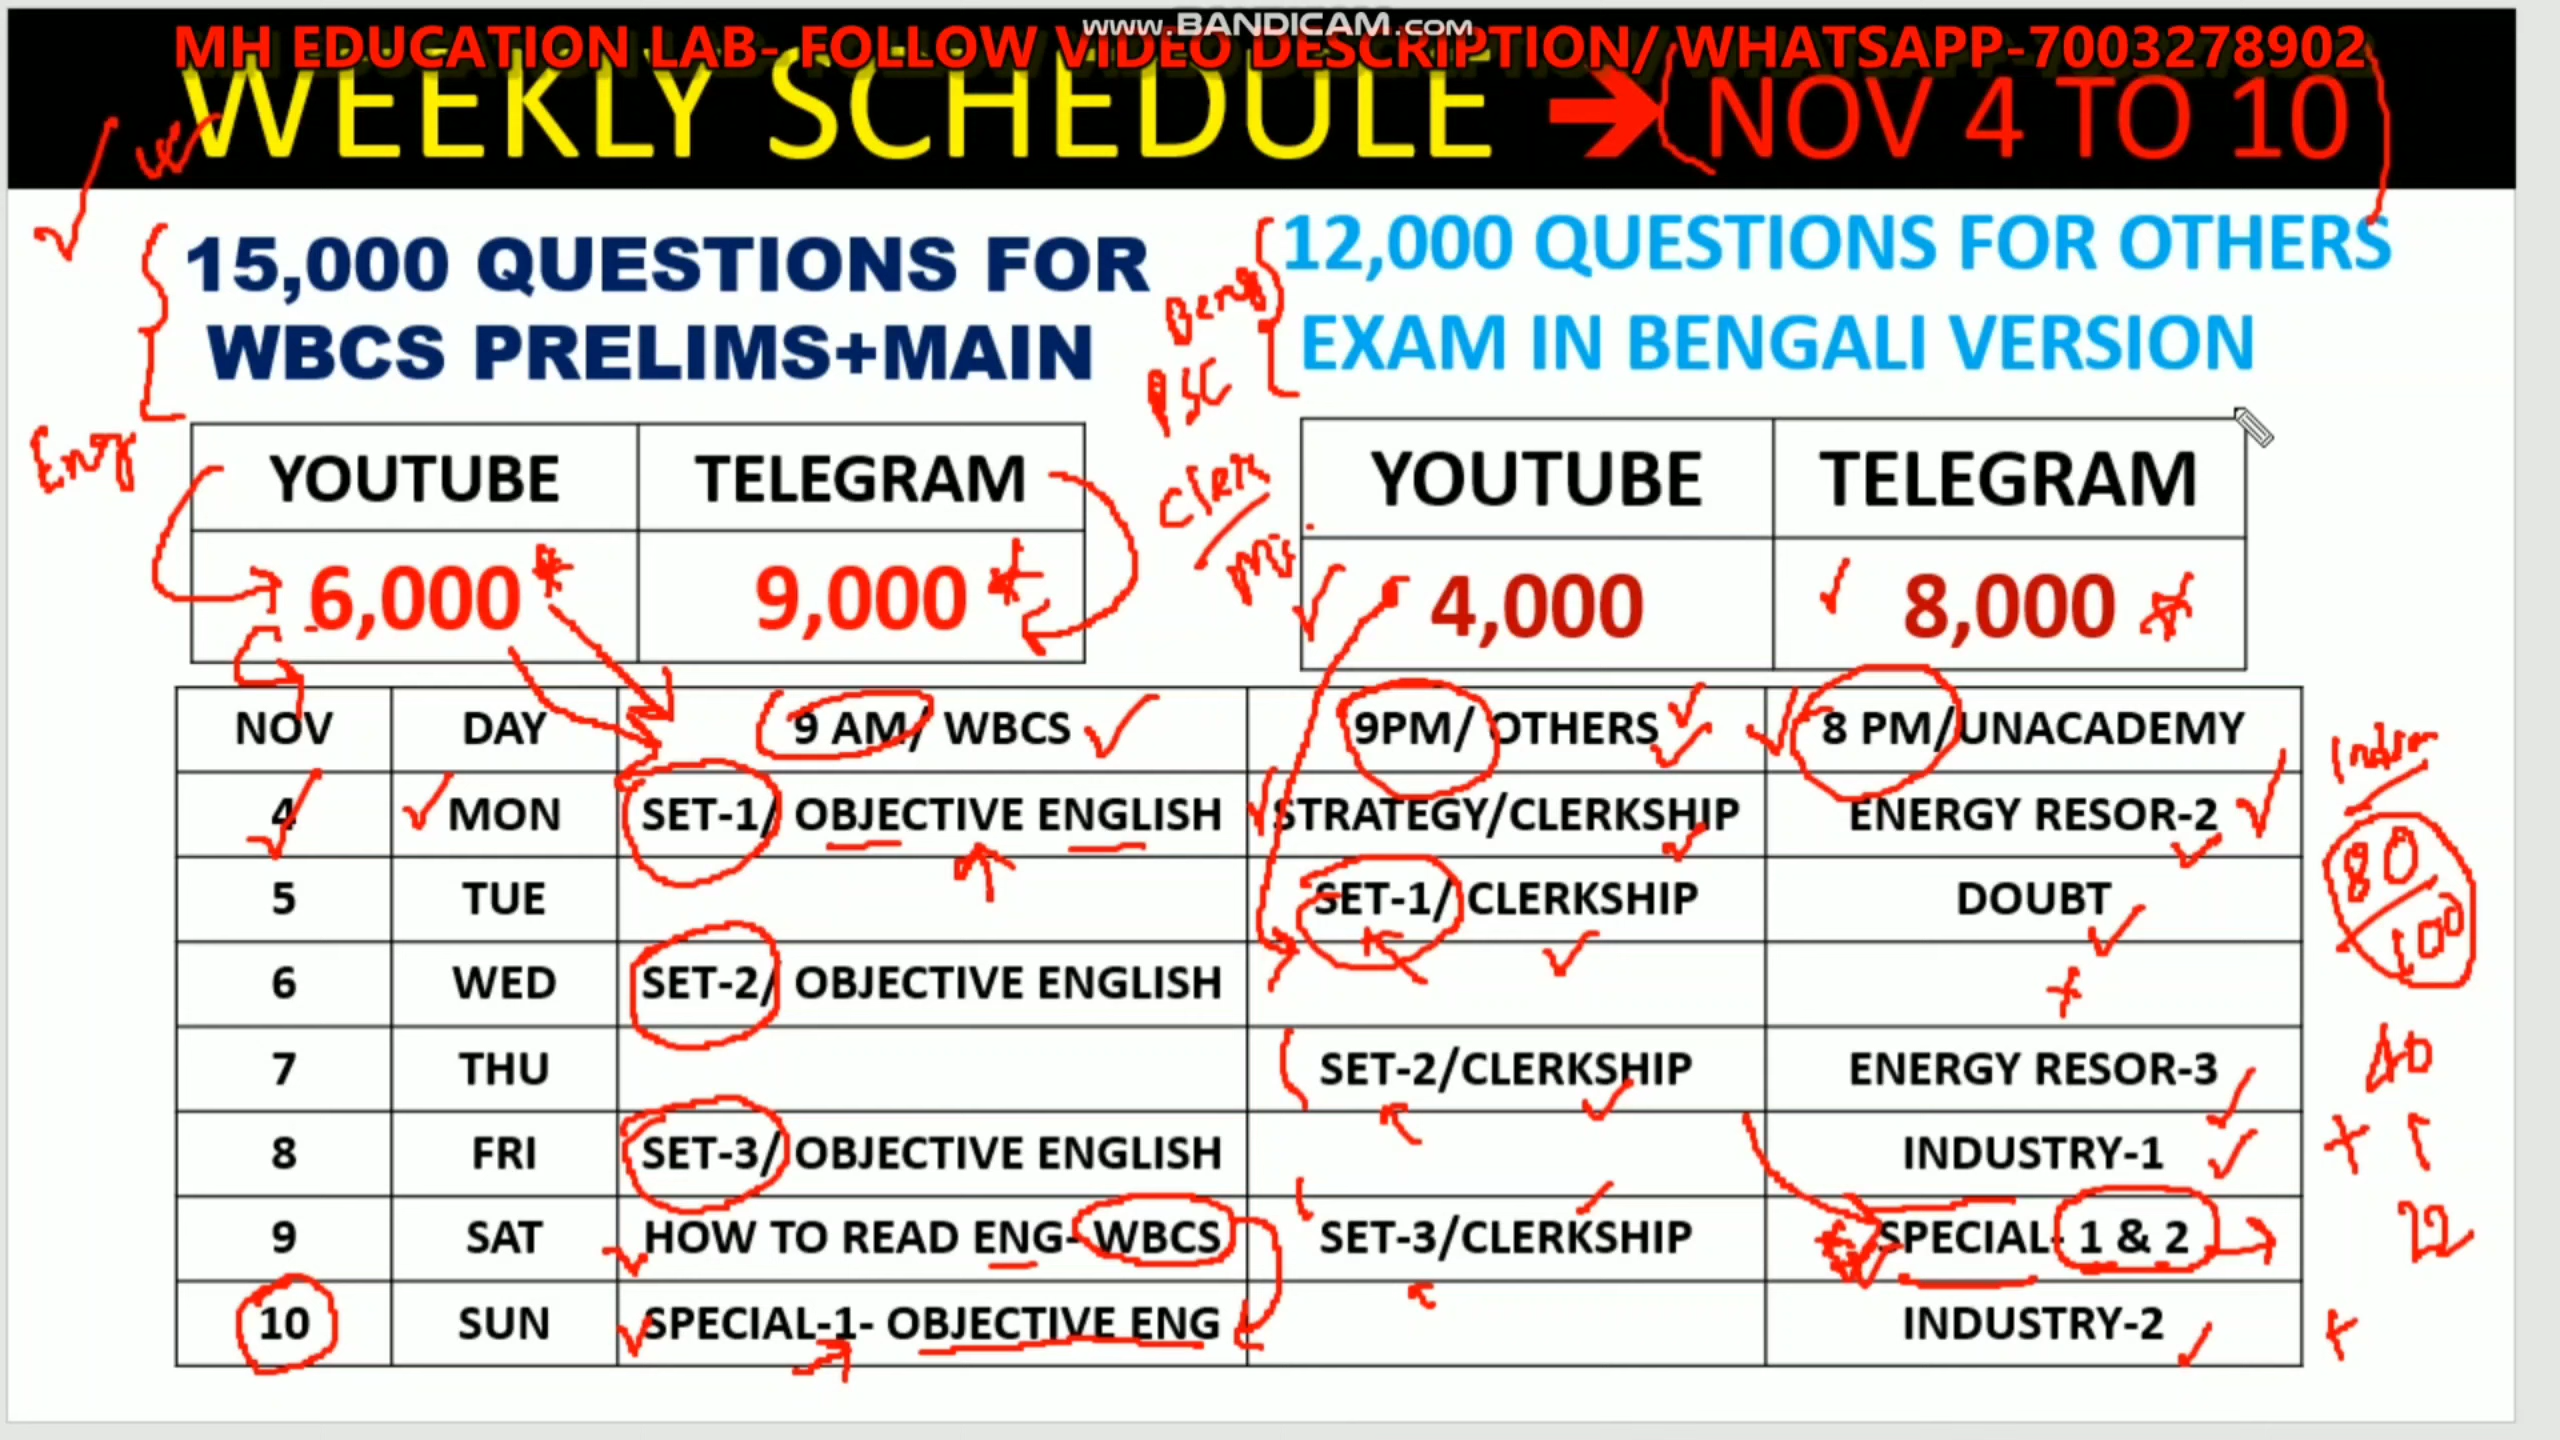 www.BANDICAM.com
MH EDUCATION LAB- FOLLOW VIDEO DESCRIPTION/ WHATSAPP-7003278902
WEEKLY SCHEDULE → NOV 4 TO 10
15,000 QUESTIONS FOR
WBCS PRELIMS+MAIN
12,000 QUESTIONS FOR OTHERS
EXAM IN BENGALI VERSION
Beng
PSC
Clerk
Eng
YOUTUBE TELEGRAM
6,000 9,000
YOUTUBE TELEGRAM
4,000 8,000
NOV DAY 9 AM/ WBCS 9PM/ OTHERS 8 PM/UNACADEMY
4 MON SET-1/ OBJECTIVE ENGLISH STRATEGY/CLERKSHIP ENERGY RESOR-2
5 TUE SET-1/ CLERKSHIP DOUBT
6 WED SET-2/ OBJECTIVE ENGLISH
7 THU SET-2/CLERKSHIP ENERGY RESOR-3
8 FRI SET-3/ OBJECTIVE ENGLISH INDUSTRY-1
9 SAT HOW TO READ ENG- WBCS SET-3/CLERKSHIP SPECIAL- 1 & 2
10 SUN SPECIAL-1- OBJECTIVE ENG INDUSTRY-2
80
100
40
22